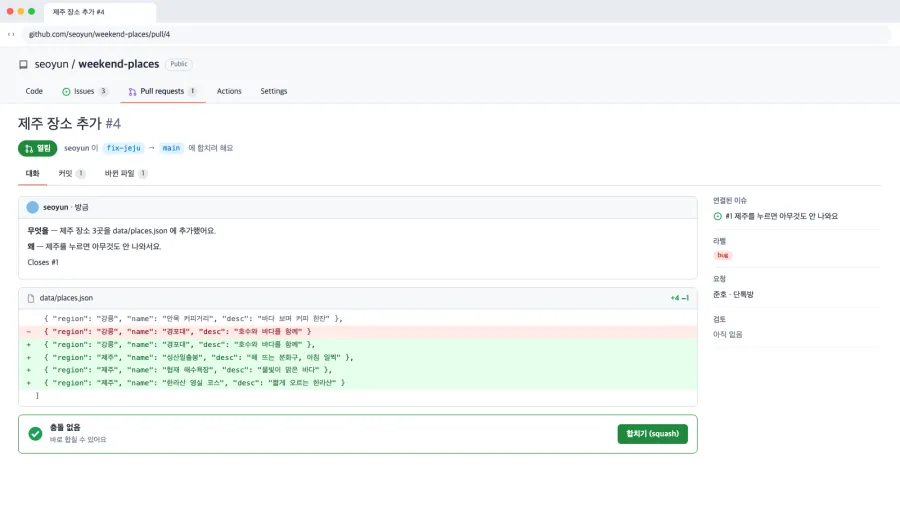 제주 장소 추가 #4
github.com/seoyun/weekend-places/pull/4
seoyun / weekend-places Public
Code Issues 3 Pull requests 1 Actions Settings
제주 장소 추가 #4
열림 seoyun 이 fix-jeju → main 에 합치려 해요
대화 커밋 1 바뀐 파일 1
seoyun · 방금
무엇을 — 제주 장소 3곳을 data/places.json 에 추가했어요.
왜 — 제주를 누르면 아무것도 안 나와서요.
Closes #1
data/places.json +4 −1
{ "region": "강릉", "name": "안목 커피거리", "desc": "바다 보며 커피 한잔" },
− { "region": "강릉", "name": "경포대", "desc": "호수와 바다를 함께" }
+ { "region": "강릉", "name": "경포대", "desc": "호수와 바다를 함께" },
+ { "region": "제주", "name": "성산일출봉", "desc": "해 뜨는 분화구, 아침 일찍" },
+ { "region": "제주", "name": "협재 해수욕장", "desc": "물빛이 맑은 바다" },
+ { "region": "제주", "name": "한라산 영실 코스", "desc": "짧게 오르는 한라산" }
]
충돌 없음
바로 합칠 수 있어요
합치기 (squash)
연결된 이슈
#1 제주를 누르면 아무것도 안 나와요
라벨
bug
요청
준호 · 단톡방
검토
아직 없음